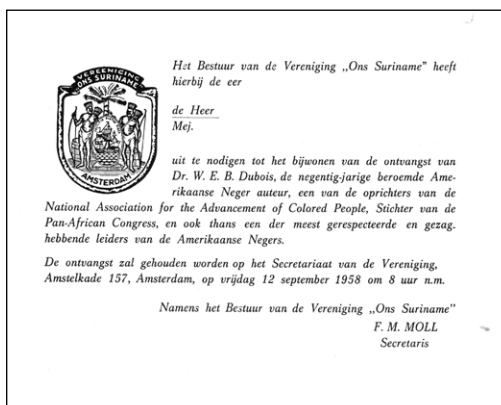 VEREENIGING
ONS SURINAME
AMSTERDAM
Het Bestuur van de Vereniging „Ons Suriname" heeft
hierbij de eer
de Heer
Mej.
uit te nodigen tot het bijwonen van de ontvangst van
Dr. W. E. B. Dubois, de negentig-jarige beroemde Ame-
rikaanse Neger auteur, een van de oprichters van de
National Association for the Advancement of Colored People, Stichter van de
Pan-African Congress, en ook thans een der meest gerespecteerde en gezag.
hebbende leiders van de Amerikaanse Negers.
De ontvangst zal gehouden worden op het Secretariaat van de Vereniging,
Amstelkade 157, Amsterdam, op vrijdag 12 september 1958 om 8 uur n.m.
Namens het Bestuur van de Vereniging „Ons Suriname"
F. M. MOLL
Secretaris